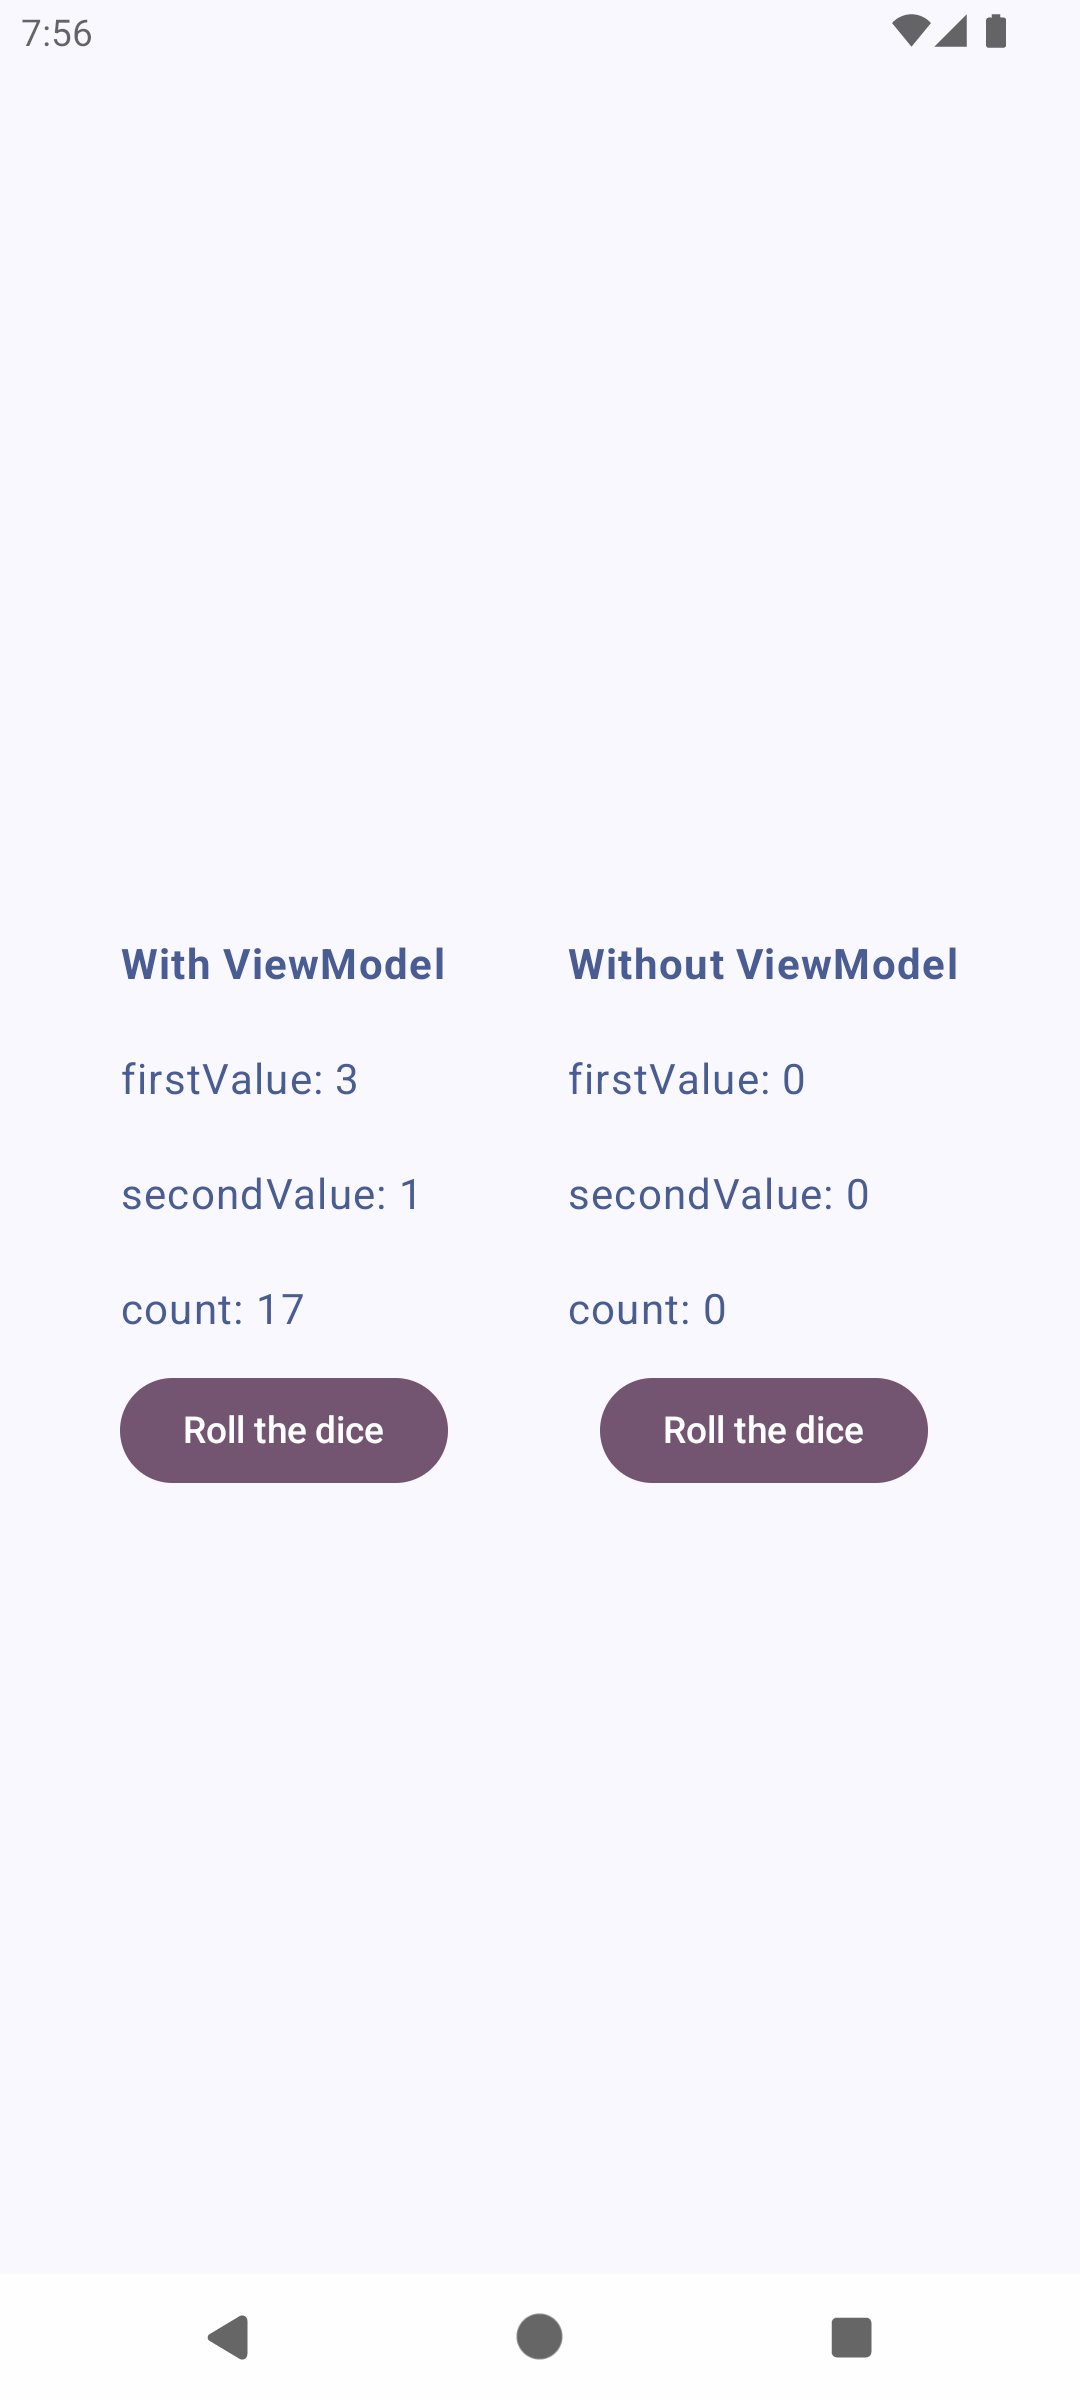 7:56
With ViewModel
firstValue: 3
secondValue: 1
count: 17
Roll the dice
Without ViewModel
firstValue: 0
secondValue: 0
count: 0
Roll the dice